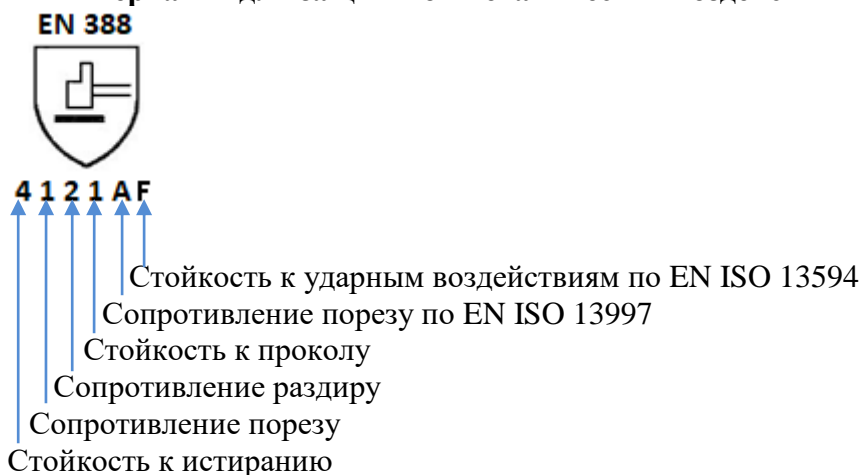 EN 388
4 1 2 1 A F
Стойкость к ударным воздействиям по EN ISO 13594
Сопротивление порезу по EN ISO 13997
Стойкость к проколу
Сопротивление раздиру
Сопротивление порезу
Стойкость к истиранию